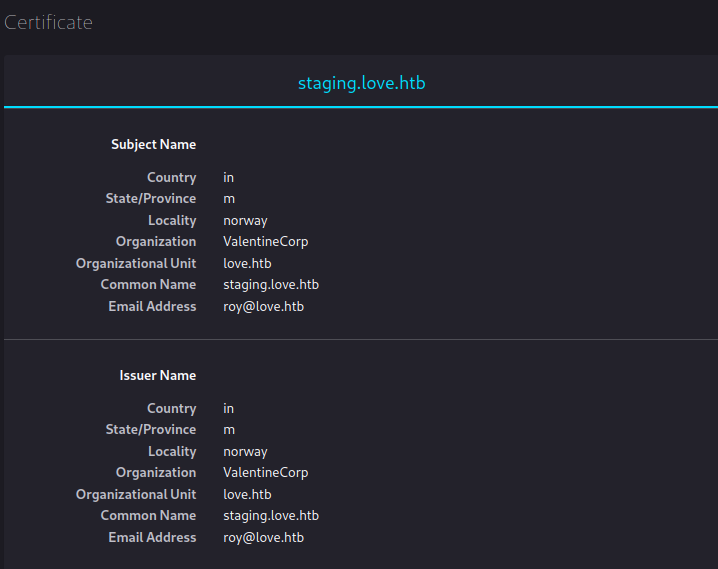 Certificate
staging.love.htb
Subject Name
Country in
State/Province m
Locality norway
Organization ValentineCorp
Organizational Unit love.htb
Common Name staging.love.htb
Email Address roy@love.htb
Issuer Name
Country in
State/Province m
Locality norway
Organization ValentineCorp
Organizational Unit love.htb
Common Name staging.love.htb
Email Address roy@love.htb